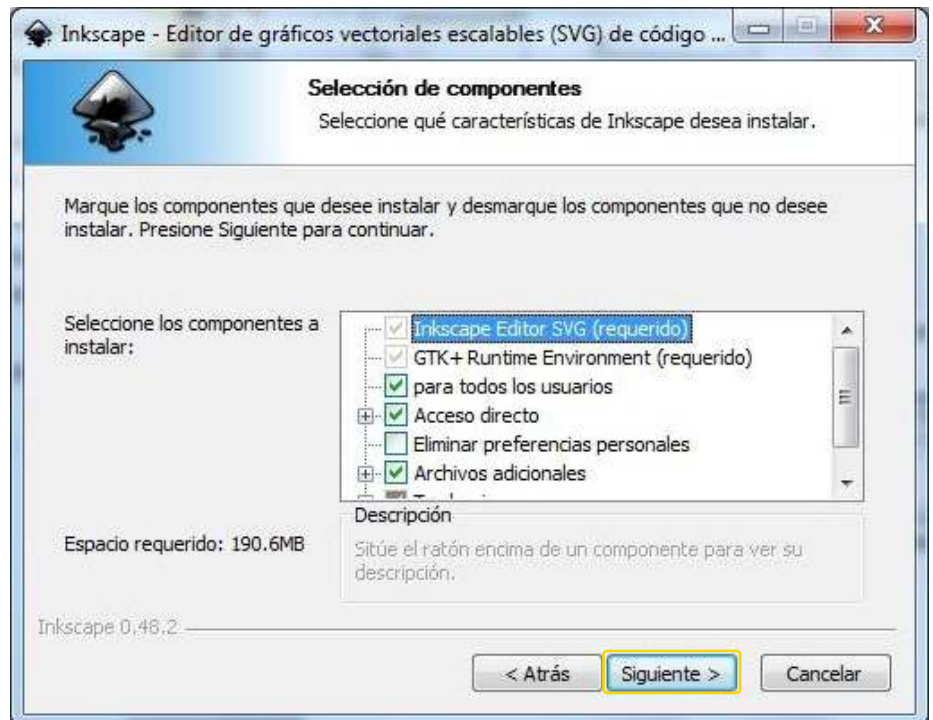 Inkscape - Editor de gráficos vectoriales escalables (SVG) de código ...
Selección de componentes
Seleccione qué características de Inkscape desea instalar.
Marque los componentes que desee instalar y desmarque los componentes que no desee
instalar. Presione Siguiente para continuar.
Seleccione los componentes a
instalar:
Inkscape Editor SVG (requerido)
GTK+ Runtime Environment (requerido)
para todos los usuarios
Acceso directo
Eliminar preferencias personales
Archivos adicionales
Espacio requerido: 190.6MB
Descripción
Sitúe el ratón encima de un componente para ver su
descripción.
Inkscape 0.48.2
< Atrás
Siguiente >
Cancelar